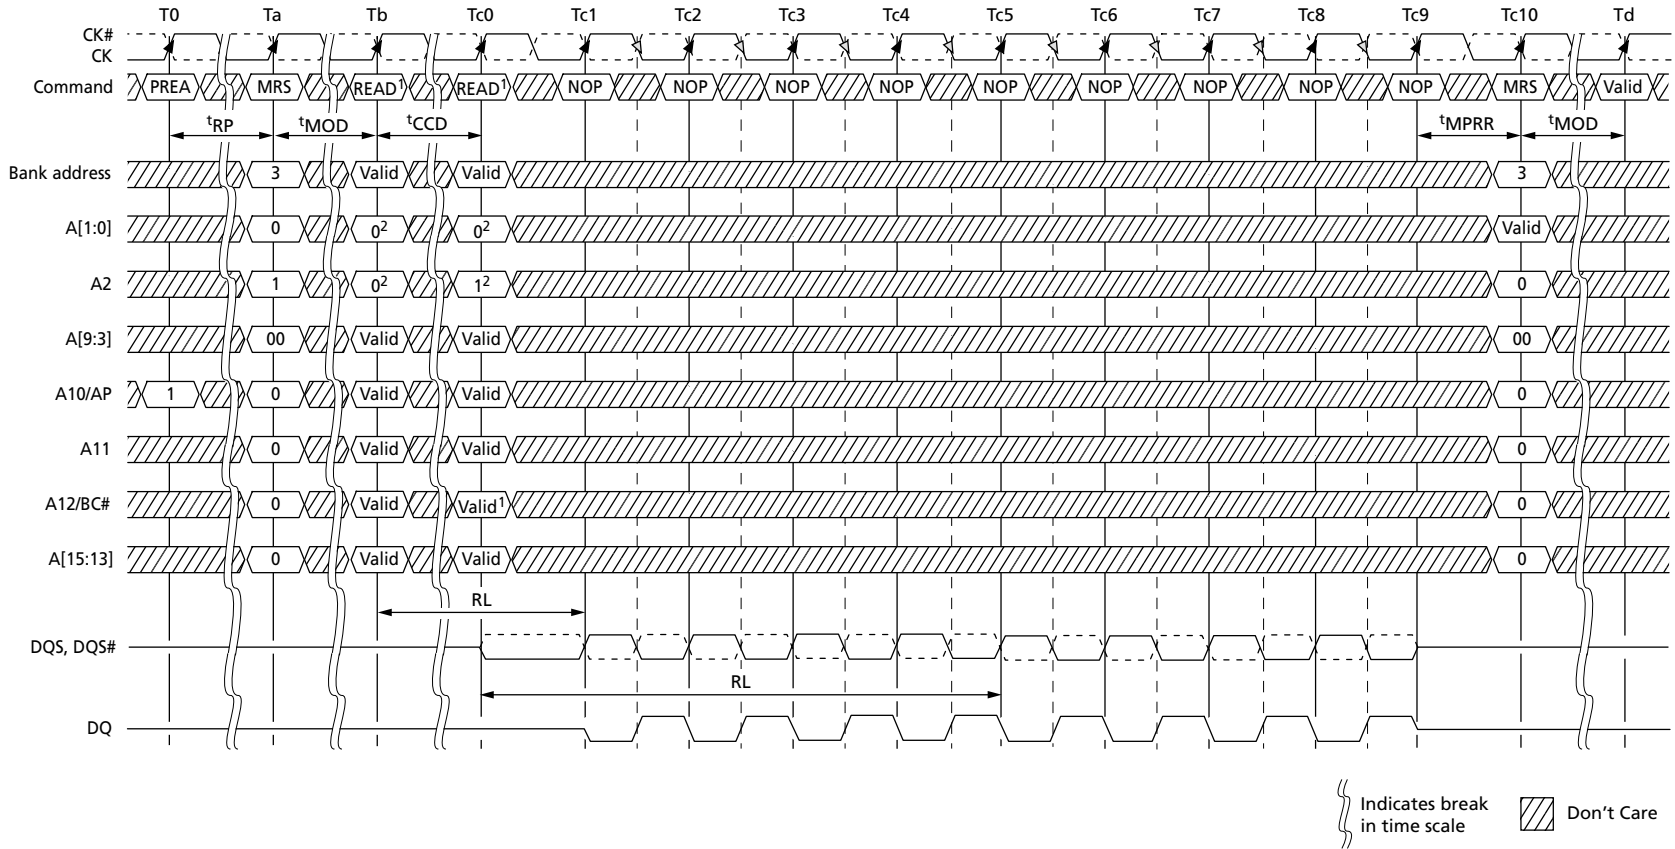 T0 Ta Tb Tc0 Tc1 Tc2 Tc3 Tc4 Tc5 Tc6 Tc7 Tc8 Tc9 Tc10 Td
CK#
CK
Command PREA MRS READ¹ READ¹ NOP NOP NOP NOP NOP NOP NOP NOP NOP MRS Valid
ᵗRP ᵗMOD ᵗCCD ᵗMPRR ᵗMOD
Bank address 3 Valid Valid 3
A[1:0] 0 0² 0² Valid
A2 1 0² 1² 0
A[9:3] 00 Valid Valid 00
A10/AP 1 0 Valid Valid 0
A11 0 Valid Valid 0
A12/BC# 0 Valid Valid¹ 0
A[15:13] 0 Valid Valid 0
RL
DQS, DQS#
RL
DQ
Indicates break
in time scale
Don't Care